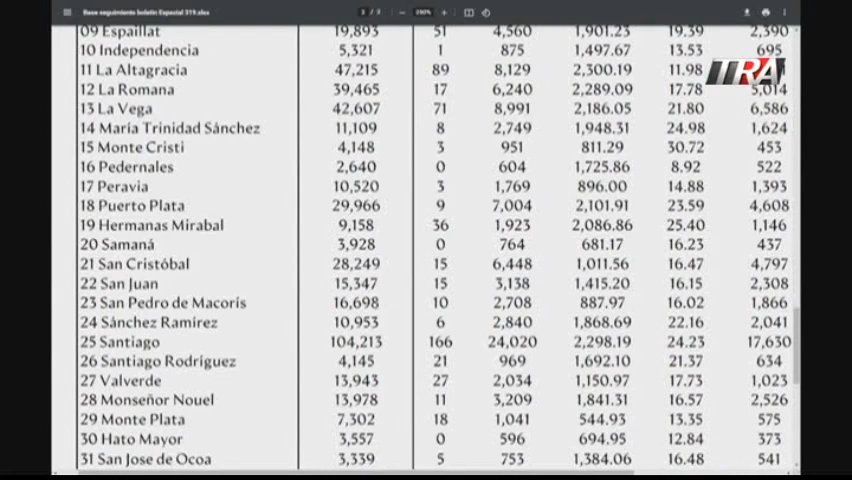 Base seguimiento boletin Especial 319.xlsx
09 Espaillat 19,893 51 4,560 1,901.23 19.39 2,390
10 Independencia 5,321 1 875 1,497.67 13.53 695
11 La Altagracia 47,215 89 8,129 2,300.19 11.98
TRA
12 La Romana 39,465 17 6,240 2,289.09 17.78 5,014
13 La Vega 42,607 71 8,991 2,186.05 21.80 6,586
14 María Trinidad Sánchez 11,109 8 2,749 1,948.31 24.98 1,624
15 Monte Cristi 4,148 3 951 811.29 30.72 453
16 Pedernales 2,640 0 604 1,725.86 8.92 522
17 Peravia 10,520 3 1,769 896.00 14.88 1,393
18 Puerto Plata 29,966 9 7,004 2,101.91 23.59 4,608
19 Hermanas Mirabal 9,158 36 1,923 2,086.86 25.40 1,146
20 Samaná 3,928 0 764 681.17 16.23 437
21 San Cristóbal 28,249 15 6,448 1,011.56 16.47 4,797
22 San Juan 15,347 15 3,138 1,415.20 16.15 2,308
23 San Pedro de Macorís 16,698 10 2,708 887.97 16.02 1,866
24 Sánchez Ramírez 10,953 6 2,840 1,868.69 22.16 2,041
25 Santiago 104,213 166 24,020 2,298.19 24.23 17,630
26 Santiago Rodríguez 4,145 21 969 1,692.10 21.37 634
27 Valverde 13,943 27 2,034 1,150.97 17.73 1,023
28 Monseñor Nouel 13,978 11 3,209 1,841.31 16.57 2,526
29 Monte Plata 7,302 18 1,041 544.93 13.35 575
30 Hato Mayor 3,557 0 596 694.95 12.84 373
31 San Jose de Ocoa 3,339 5 753 1,384.06 16.48 541